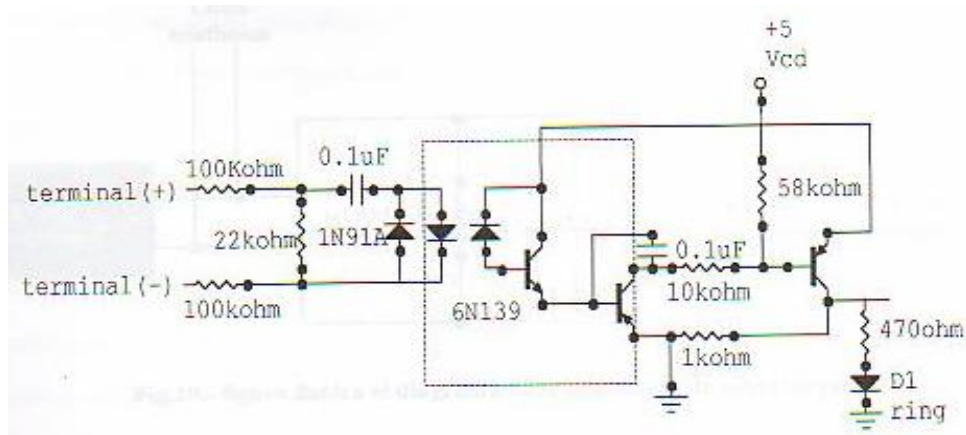 +5
Vcd
100Kohm
0.1uF
terminal(+)
58kohm
22kohm
1N91A
0.1uF
terminal(-)
100kohm
6N139
10kohm
1kohm
470ohm
D1
ring